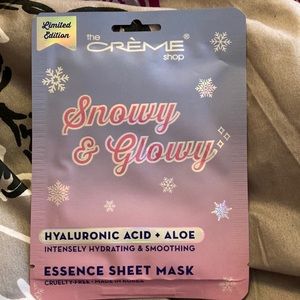 Limited
Edition
the
CRÈME
shop
Snowy
& Glowy
HYALURONIC ACID + ALOE
INTENSELY HYDRATING & SMOOTHING
ESSENCE SHEET MASK
CRUELTY-FREE • MADE IN KOREA